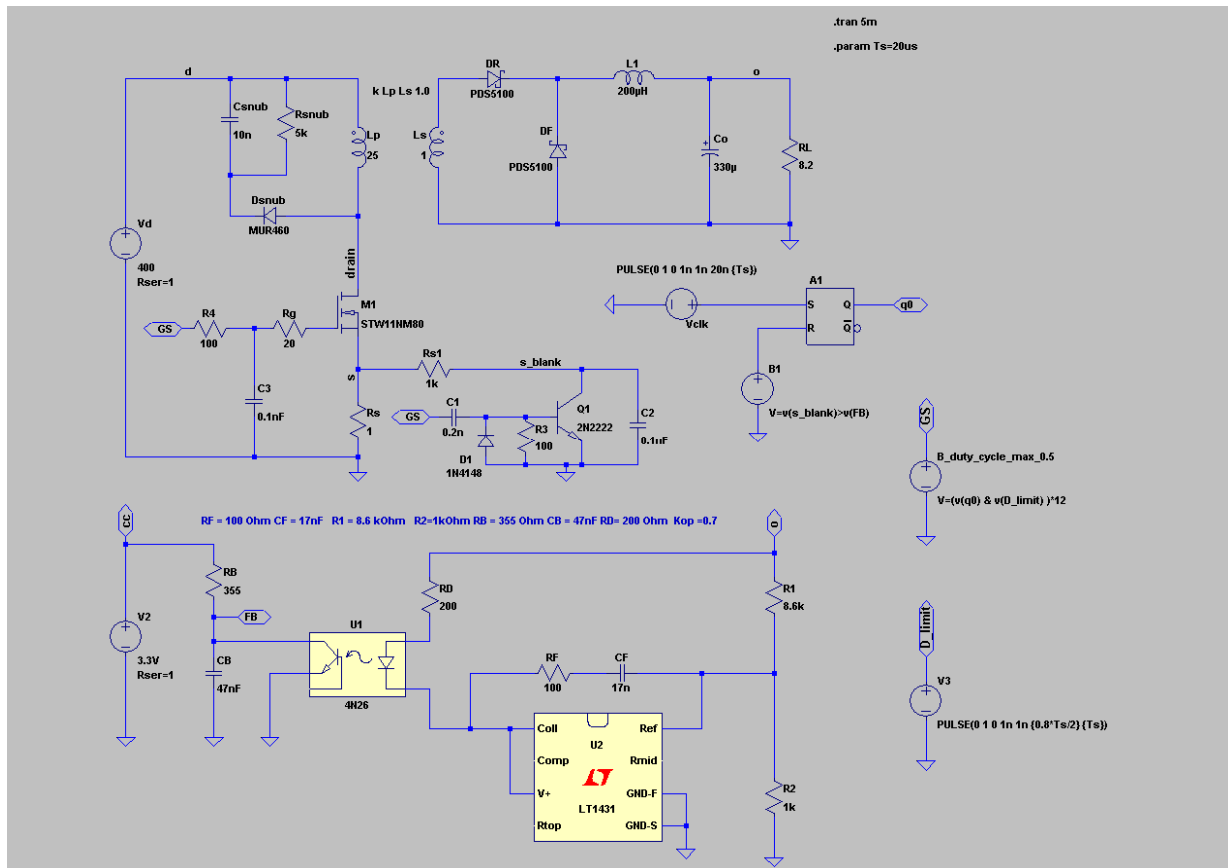 .tran 5m
.param Ts=20us
d
Csnub
10n
Rsnub
5k
Lp
25
k Lp Ls 1.0
Ls
1
DR
PDS5100
L1
200µH
o
DF
PDS5100
Co
330µ
RL
8.2
Dsnub
MUR460
Vd
400
Rser=1
drain
M1
STW11NM80
GS
R4
100
Rg
20
C3
0.1nF
s
Rs
1
Rs1
1k
s_blank
GS
C1
0.2n
D1
1N4148
R3
100
Q1
2N2222
C2
0.1nF
PULSE(0 1 0 1n 1n 20n {Ts})
Vclk
A1
S
Q
R
Q
q0
B1
V=v(s_blank)>v(FB)
GS
B_duty_cycle_max_0.5
V=(v(q0) & v(D_limit) )*12
RF = 100 Ohm CF = 17nF R1 = 8.6 kOhm R2=1kOhm RB = 355 Ohm CB = 47nF RD= 200 Ohm Kop =0.7
cc
V2
3.3V
Rser=1
RB
355
FB
CB
47nF
U1
4N26
RD
200
o
R1
8.6k
RF
100
CF
17n
Coll
Ref
U2
Comp
Rmid
V+
GND-F
LT1431
Rtop
GND-S
R2
1k
D_limit
V3
PULSE(0 1 0 1n 1n {0.8*Ts/2} {Ts})